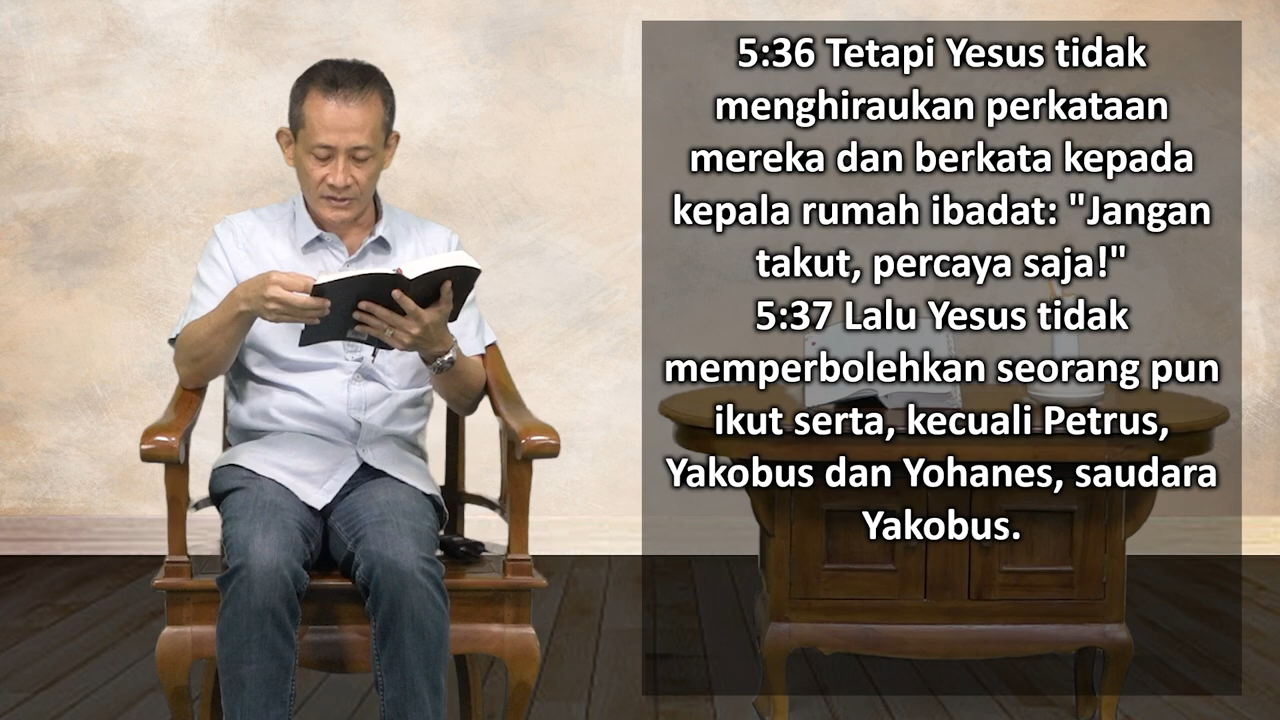 5:36 Tetapi Yesus tidak
menghiraukan perkataan
mereka dan berkata kepada
kepala rumah ibadat: "Jangan
takut, percaya saja!"
5:37 Lalu Yesus tidak
memperbolehkan seorang pun
ikut serta, kecuali Petrus,
Yakobus dan Yohanes, saudara
Yakobus.